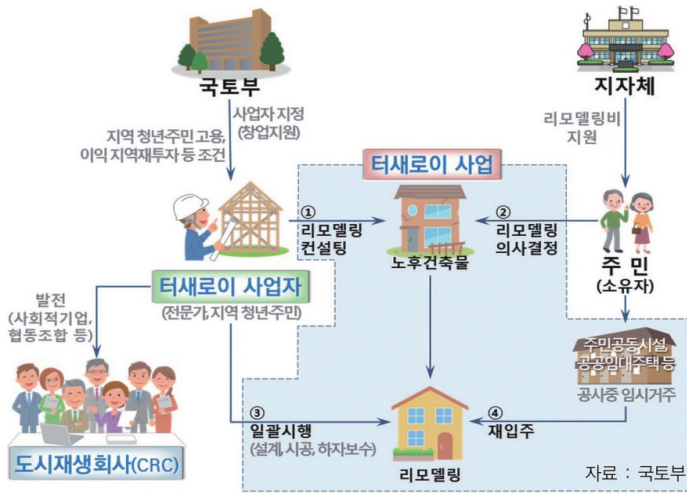 국토부
지자체
사업자 지정
(창업지원)
지역 청년·주민 고용,
이익 지역재투자 등 조건
리모델링비
지원
터새로이 사업
①
리모델링
컨설팅
노후건축물
②
리모델링
의사결정
주 민
(소유자)
터새로이 사업자
(전문가, 지역 청년·주민)
발전
(사회적기업,
협동조합 등)
주민공동시설,
공공임대주택 등
공사중 임시거주
③
일괄시행
(설계, 시공, 하자보수)
④
재입주
리모델링
도시재생회사(CRC)
자료 : 국토부